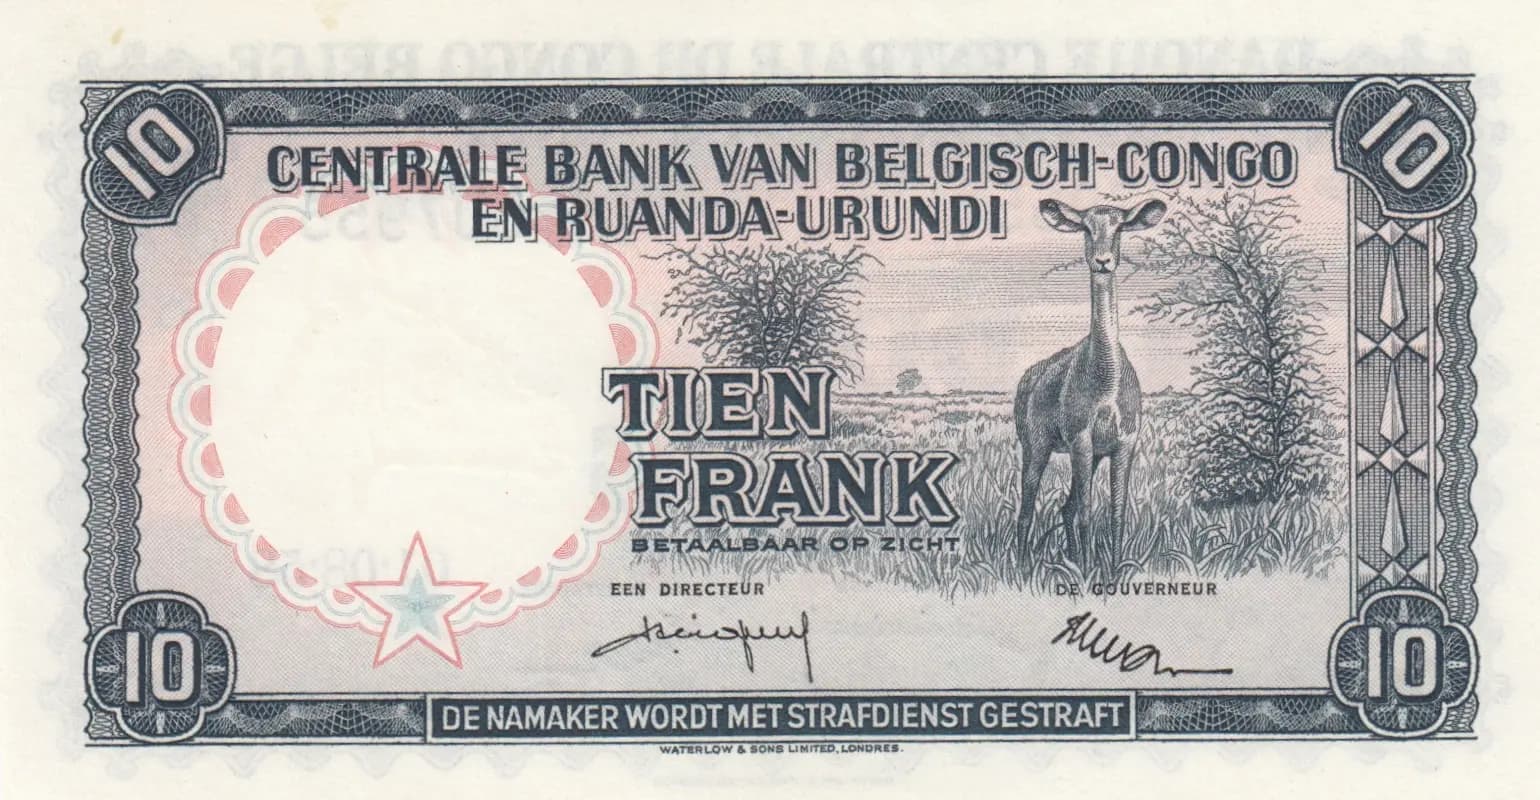 10
10
CENTRALE BANK VAN BELGISCH-CONGO
EN RUANDA-URUNDI
TIEN
FRANK
BETAALBAAR OP ZICHT
EEN DIRECTEUR
DE GOUVERNEUR
10
10
DE NAMAKER WORDT MET STRAFDIENST GESTRAFT
WATERLOW & SONS LIMITED, LONDRES.